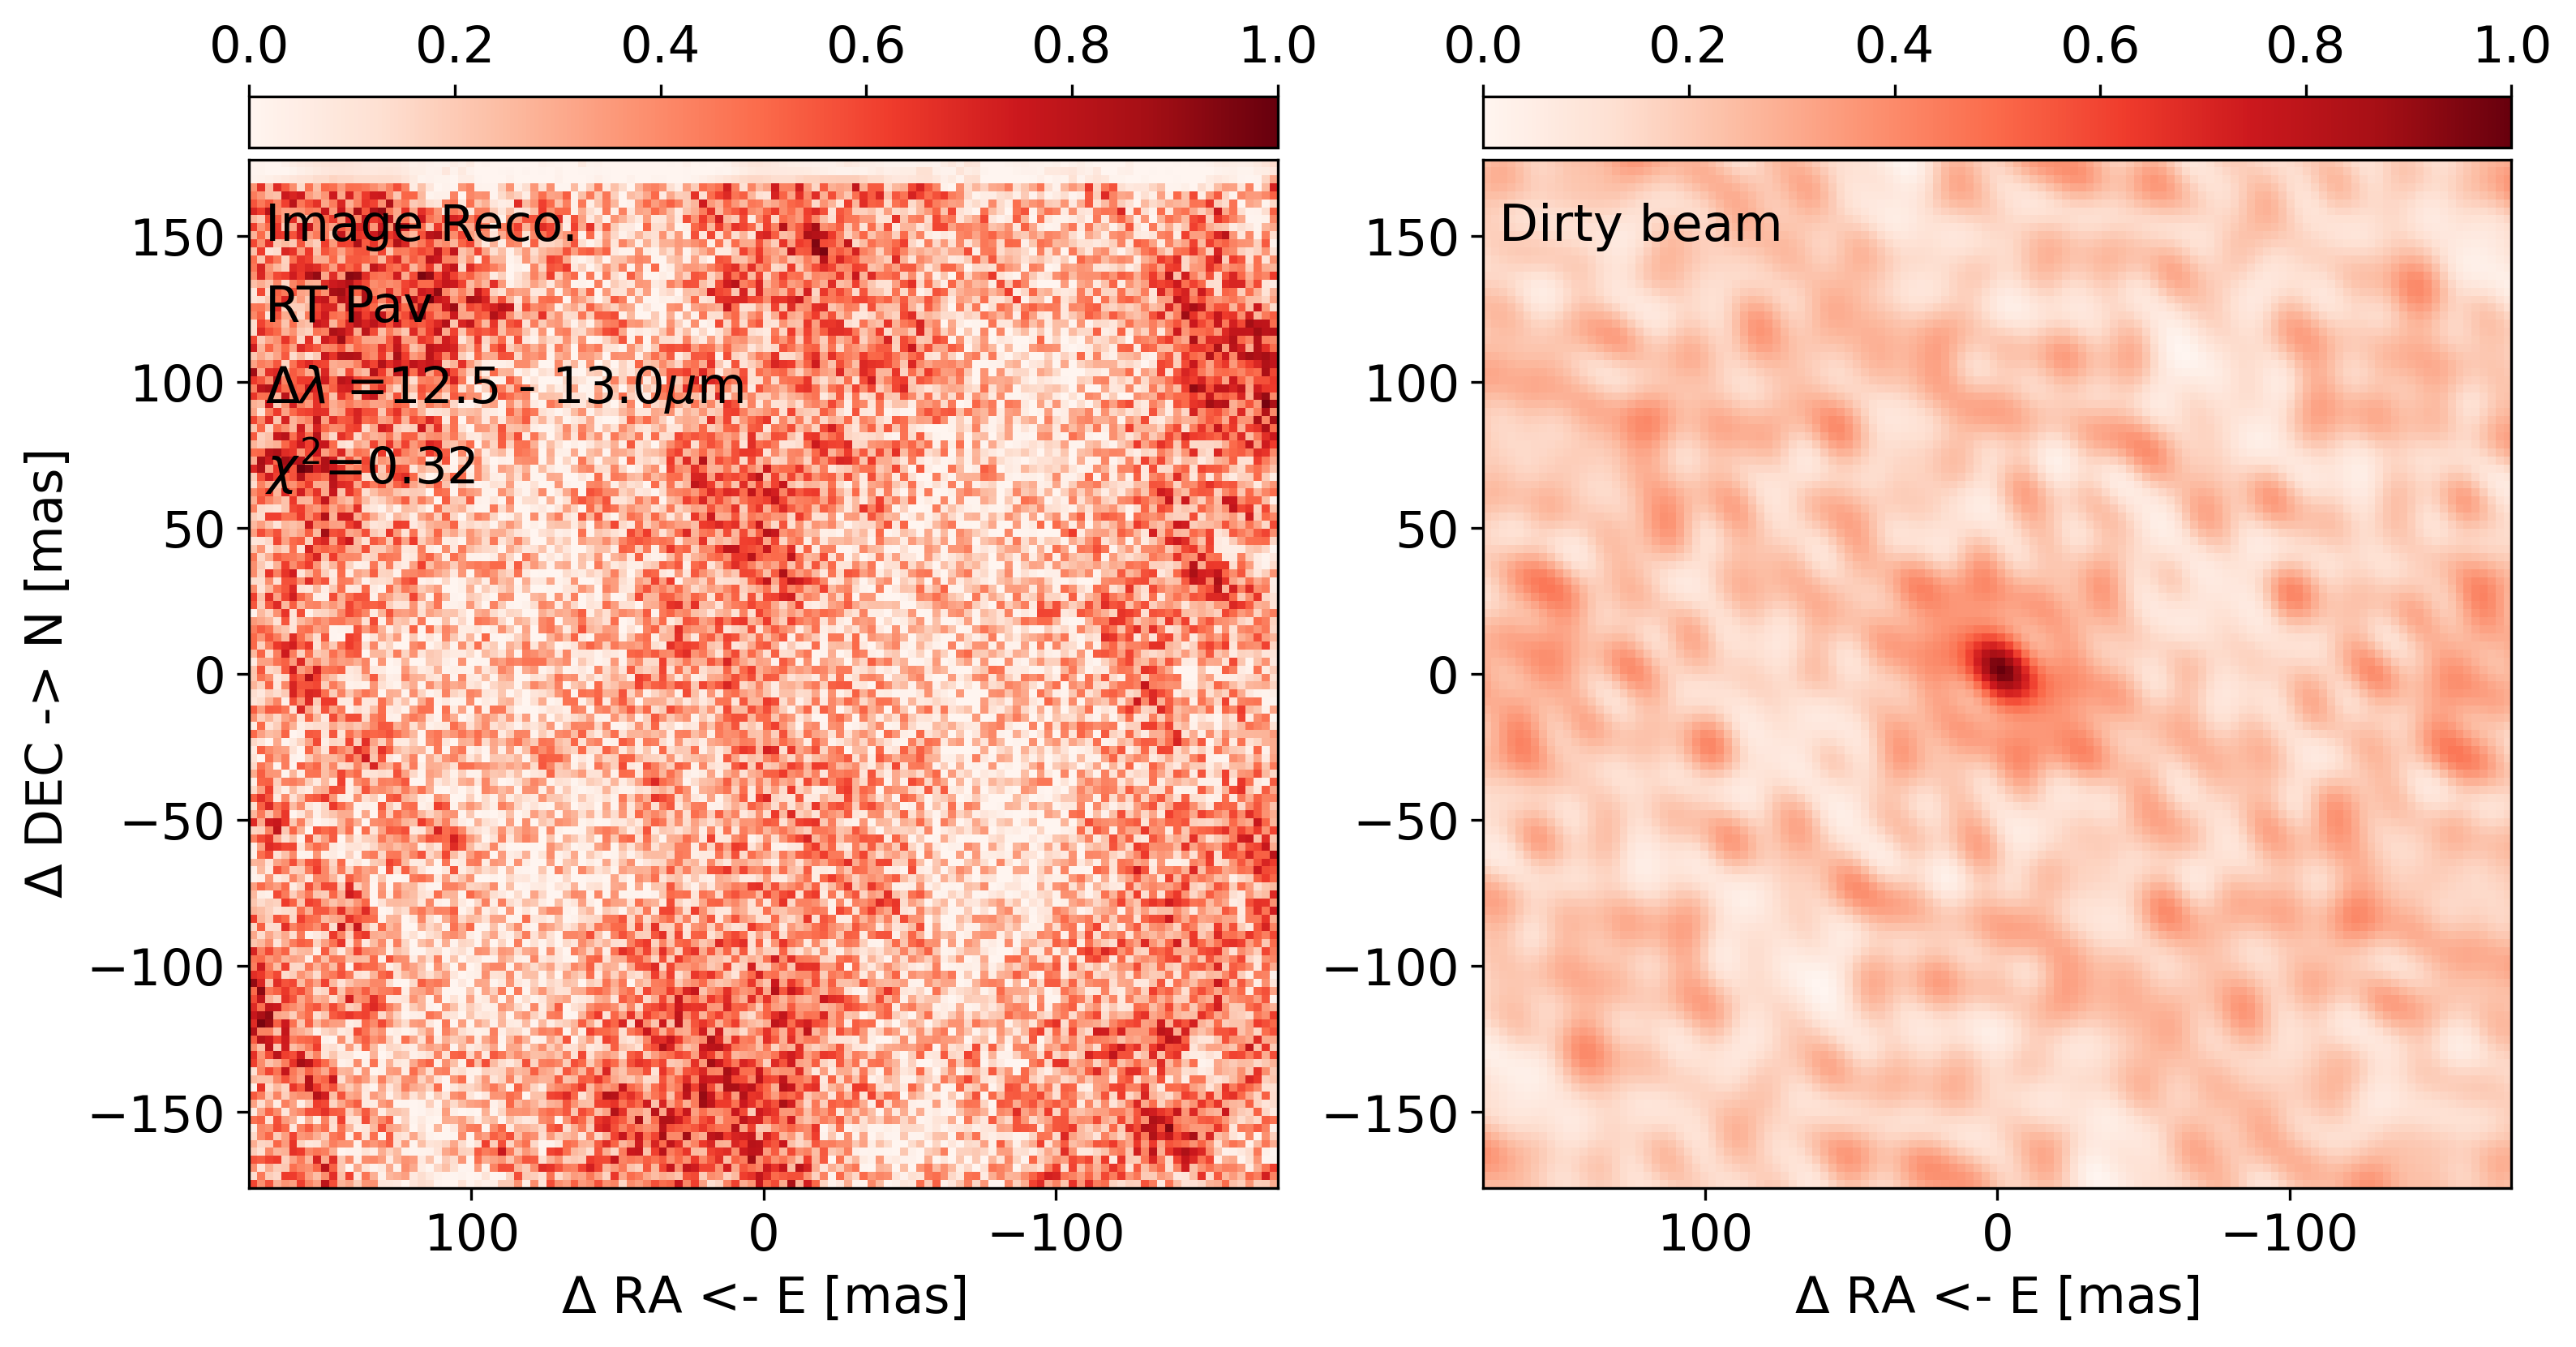 0.0 0.2 0.4 0.6 0.8 1.0
0.0 0.2 0.4 0.6 0.8 1.0
Image Reco.
RT Pav
Δλ =12.5 - 13.0μm
χ²=0.32
150
100
50
0
−50
−100
−150
Δ DEC -> N [mas]
100 0 −100
Δ RA <- E [mas]
Dirty beam
150
100
50
0
−50
−100
−150
100 0 −100
Δ RA <- E [mas]